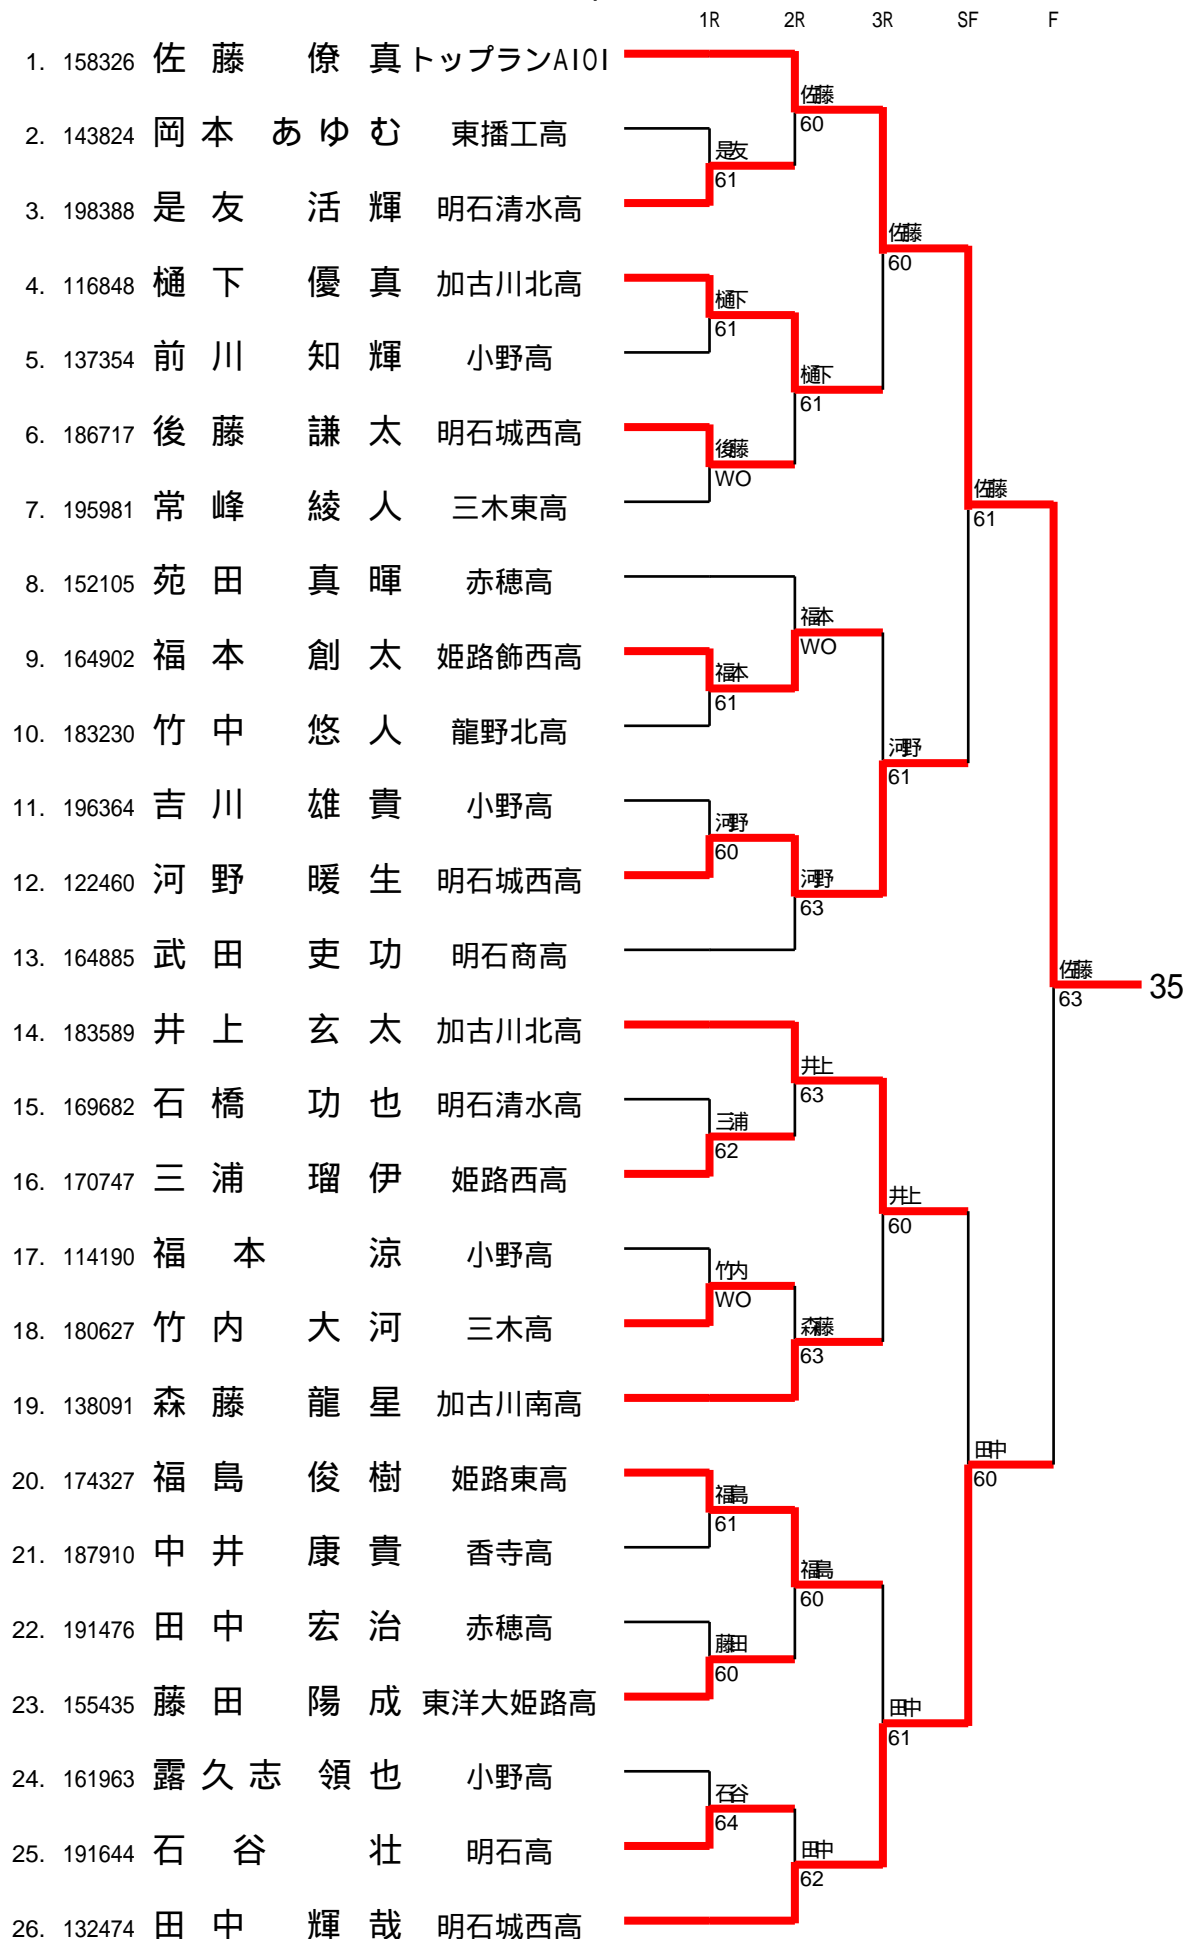 1R 2R 3R SF F
1. 158326 佐藤 僚真 トップランAIOI
2. 143824 岡本 あゆむ 東播工高
3. 198388 是友 活輝 明石清水高
4. 116848 樋下 優真 加古川北高
5. 137354 前川 知輝 小野高
6. 186717 後藤 謙太 明石城西高
7. 195981 常峰 綾人 三木東高
8. 152105 苑田 真暉 赤穂高
9. 164902 福本 創太 姫路飾西高
10. 183230 竹中 悠人 龍野北高
11. 196364 吉川 雄貴 小野高
12. 122460 河野 暖生 明石城西高
13. 164885 武田 吏功 明石商高
14. 183589 井上 玄太 加古川北高
15. 169682 石橋 功也 明石清水高
16. 170747 三浦 瑠伊 姫路西高
17. 114190 福本 涼 小野高
18. 180627 竹内 大河 三木高
19. 138091 森藤 龍星 加古川南高
20. 174327 福島 俊樹 姫路東高
21. 187910 中井 康貴 香寺高
22. 191476 田中 宏治 赤穂高
23. 155435 藤田 陽成 東洋大姫路高
24. 161963 露久志 領也 小野高
25. 191644 石谷 壮 明石高
26. 132474 田中 輝哉 明石城西高
是友
61
樋下
61
後藤
WO
福本
61
河野
60
三浦
62
竹内
WO
福島
61
藤田
60
石谷
64
佐藤
60
樋下
61
福本
WO
河野
63
井上
63
森藤
63
福島
60
田中
62
佐藤
60
河野
61
井上
60
田中
61
佐藤
61
田中
60
佐藤
63
35